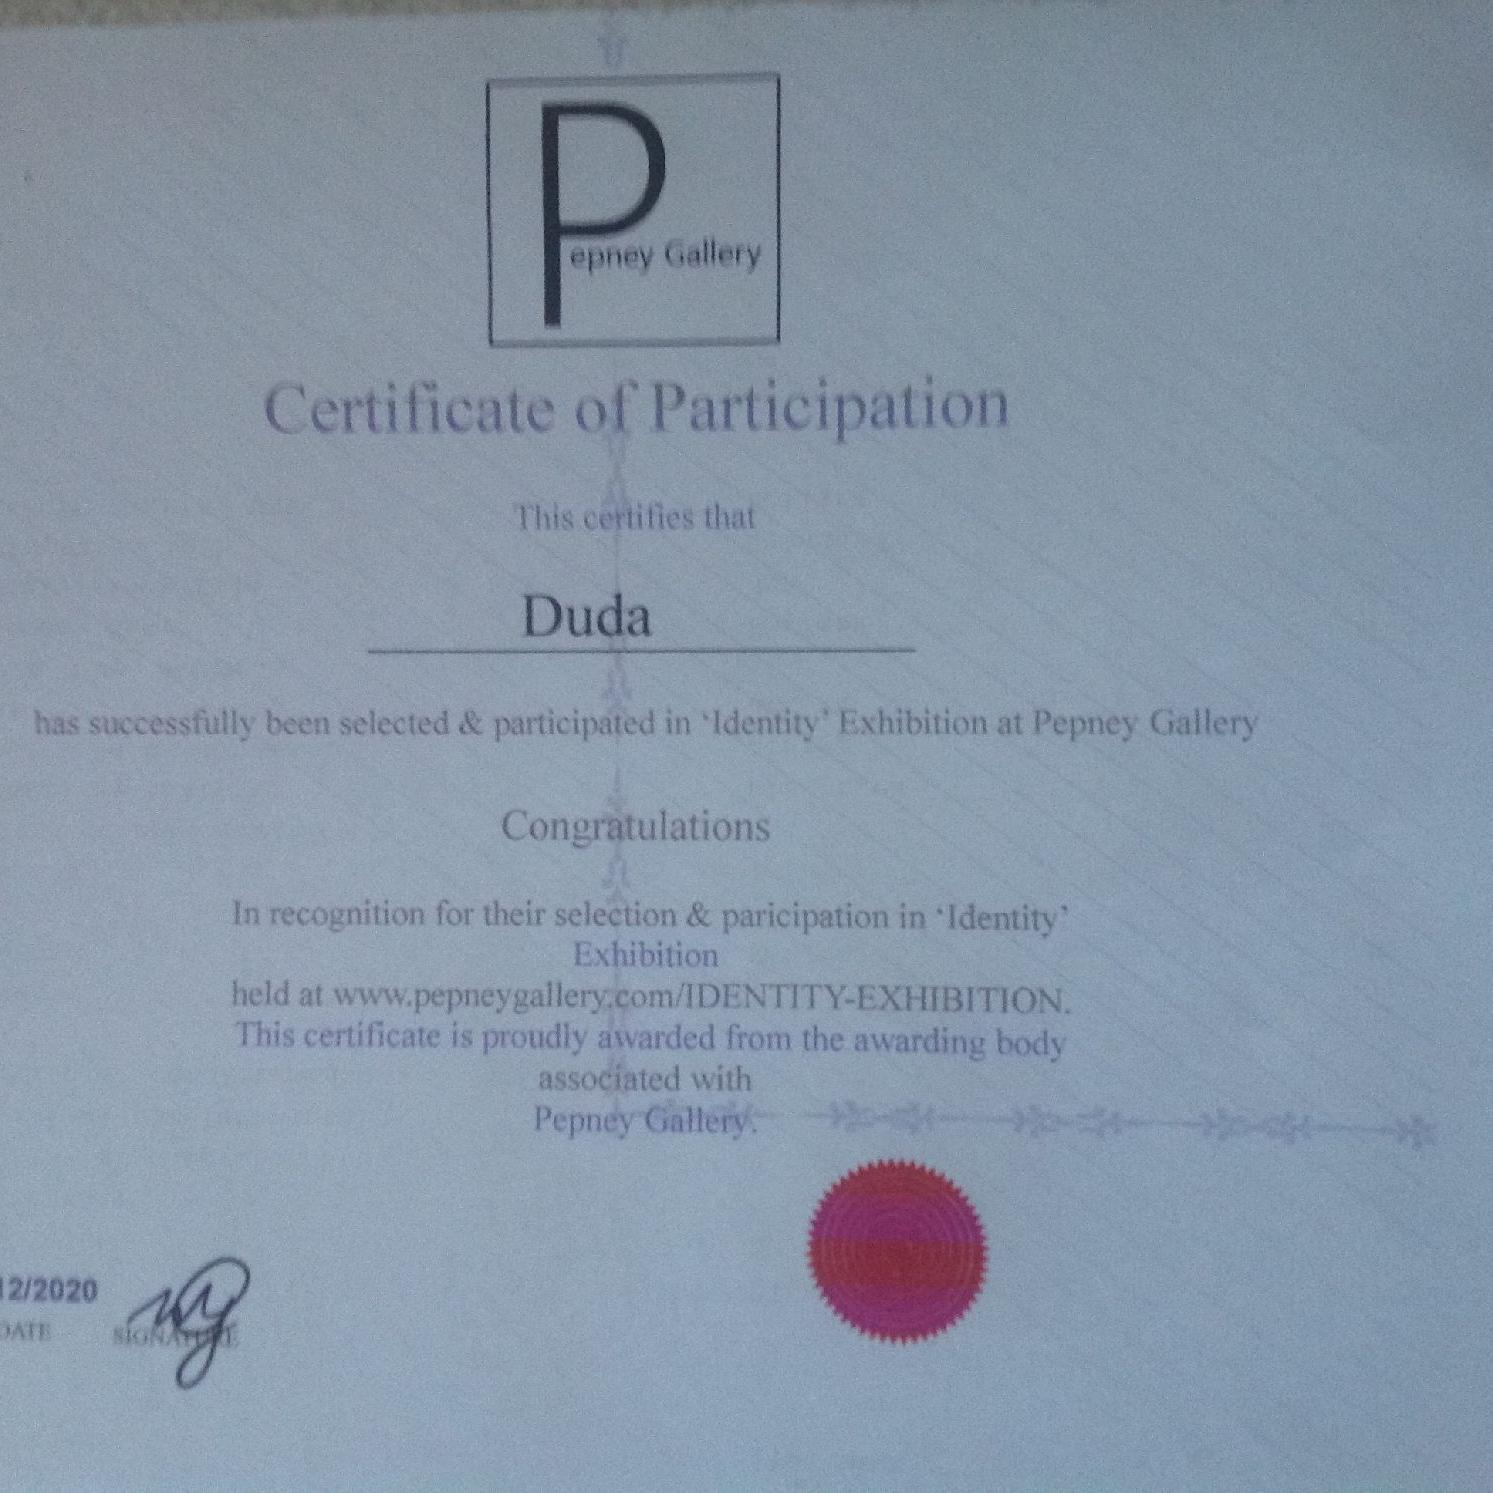 Pepney Gallery
Certificate of Participation
This certifies that
Duda
has successfully been selected & participated in ‘Identity’ Exhibition at Pepney Gallery
Congratulations
In recognition for their selection & paricipation in ‘Identity’
Exhibition
held at www.pepneygallery.com/IDENTITY-EXHIBITION.
This certificate is proudly awarded from the awarding body
associated with
Pepney Gallery.
12/2020
DATE SIGNATURE